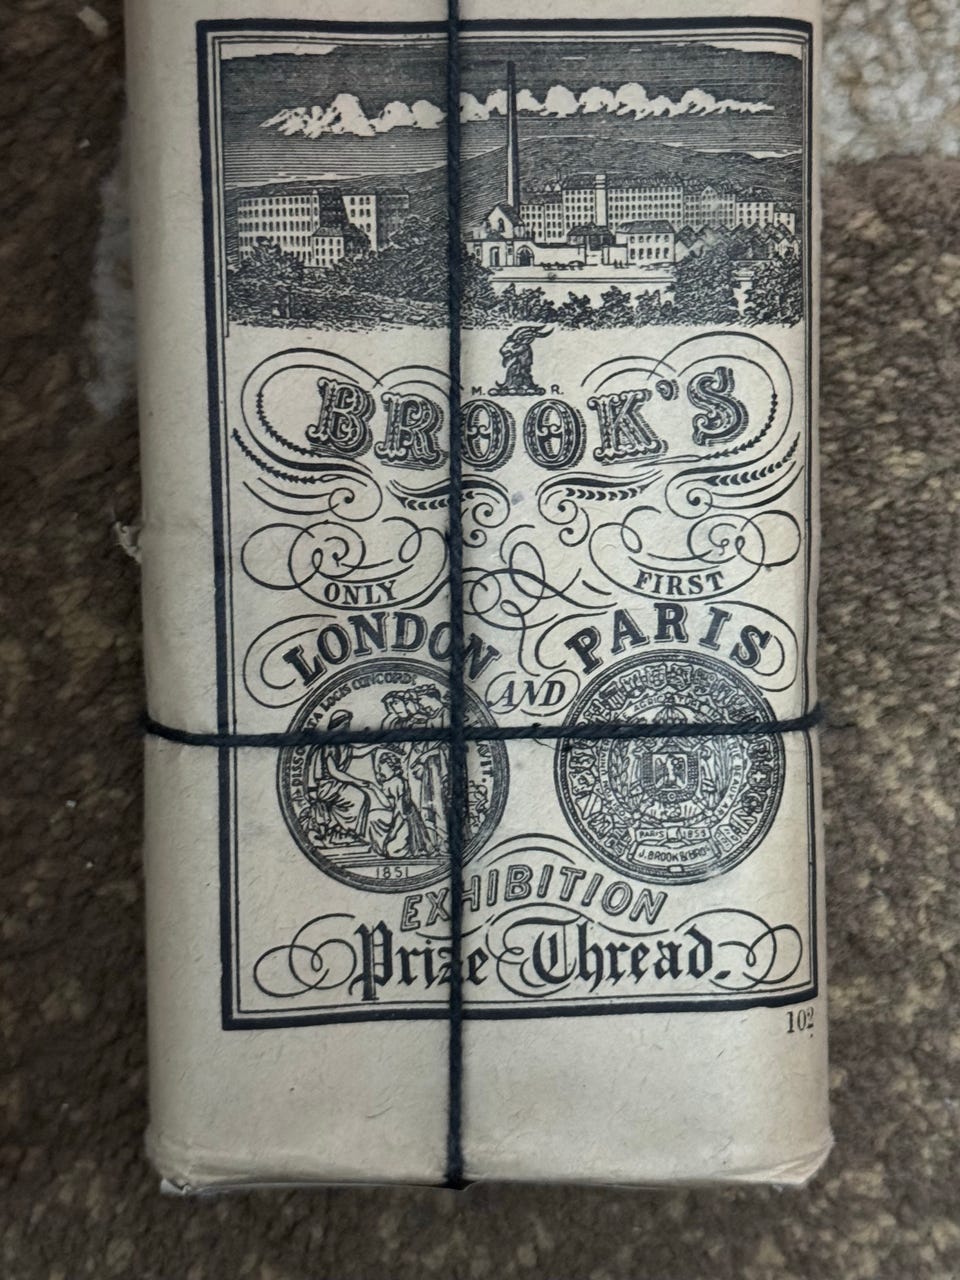 M. R.
BROOK'S
ONLY FIRST
LONDON AND PARIS
1851
PARIS 1855
J. BROOK & BROS
EXHIBITION
Prize Thread.
102